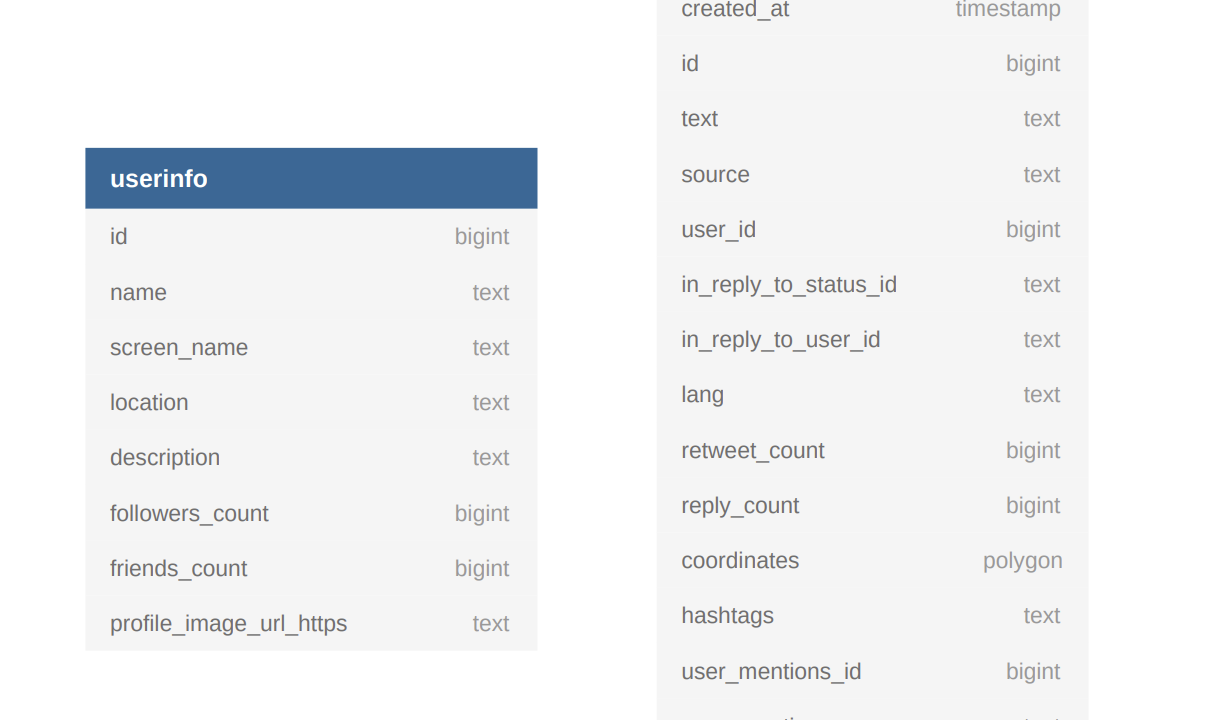 userinfo
id bigint
name text
screen_name text
location text
description text
followers_count bigint
friends_count bigint
profile_image_url_https text
created_at timestamp
id bigint
text text
source text
user_id bigint
in_reply_to_status_id text
in_reply_to_user_id text
lang text
retweet_count bigint
reply_count bigint
coordinates polygon
hashtags text
user_mentions_id bigint